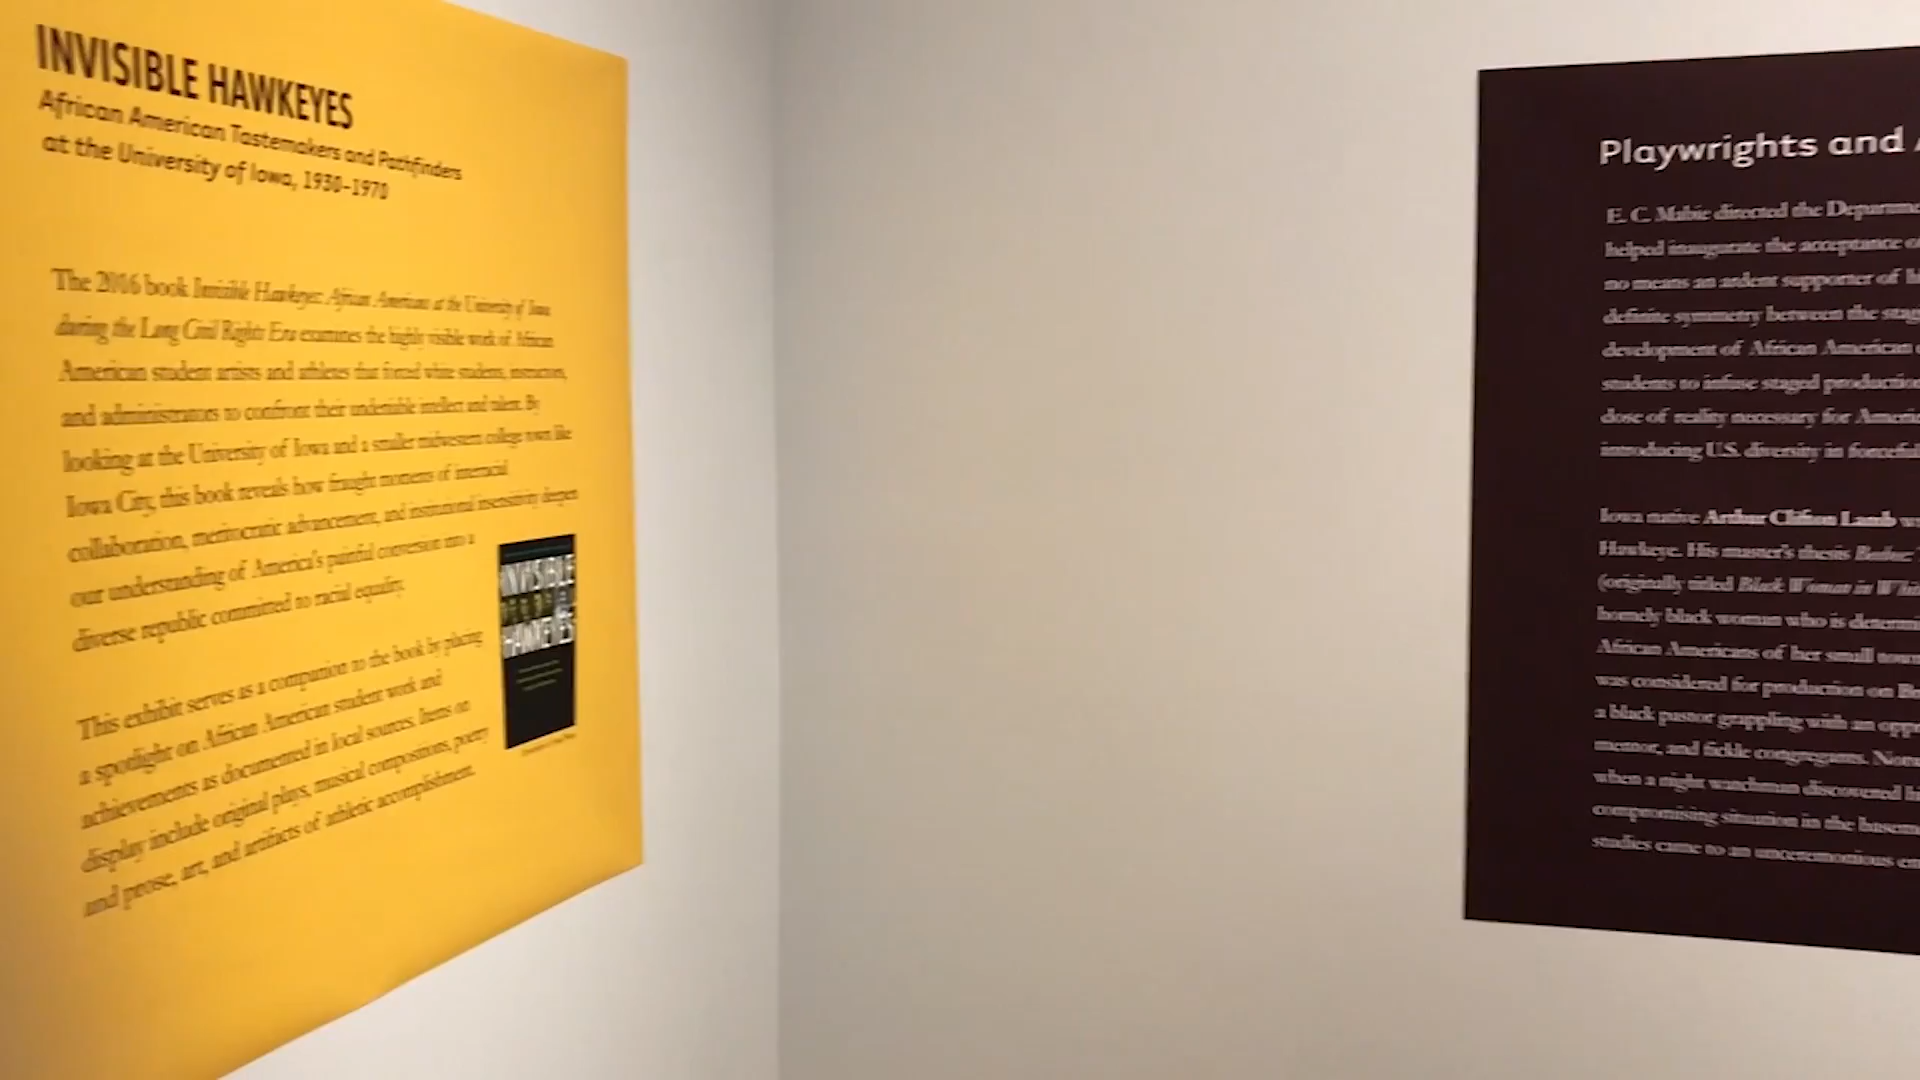 INVISIBLE HAWKEYES
African American Tastemakers and Pathfinders
at the University of Iowa, 1930–1970
The 2016 book Invisible Hawkeyes: African Americans at the University of Iowa
during the Long Civil Rights Era examines the highly visible work of African
American student artists and athletes that forced white students, instructors,
and administrators to confront their undeniable intellect and talent. By
looking at the University of Iowa and a smaller midwestern college town like
Iowa City, this book reveals how fraught moments of interracial
collaboration, meritocratic advancement, and institutional insensitivity deepen
our understanding of America's painful conversion into a
diverse republic committed to racial equality.
This exhibit serves as a companion to the book by placing
a spotlight on African American student work and
achievements as documented in local sources. Items on
display include original plays, musical compositions, poetry
and prose, art, and artifacts of athletic accomplishment.
INVISIBLE
HAWKEYES
Playwrights and
E. C. Mabie directed the Departme
helped inaugurate the acceptance
no means an ardent supporter of
definite symmetry between the stag
development of African American
students to infuse staged production
dose of reality necessary for America
introducing U.S. diversity in forceful
Iowa native Arthur Clifton Lamb
Hawkeye. His master's thesis
(originally titled Black Woman in Whit
homely black woman who is determi
African Americans of her small town
was considered for production on
a black pastor grappling with an opp
mentor, and fickle congregants.
when a night watchman discovered
compromising situation in the basem
studies came to an unceremonious